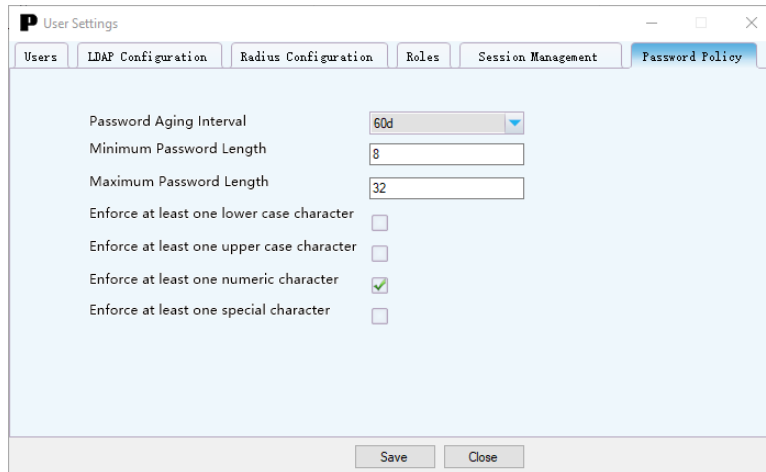 P User Settings
Users LDAP Configuration Radius Configuration Roles Session Management Password Policy
Password Aging Interval 60d
Minimum Password Length 8
Maximum Password Length 32
Enforce at least one lower case character
Enforce at least one upper case character
Enforce at least one numeric character
Enforce at least one special character
Save Close